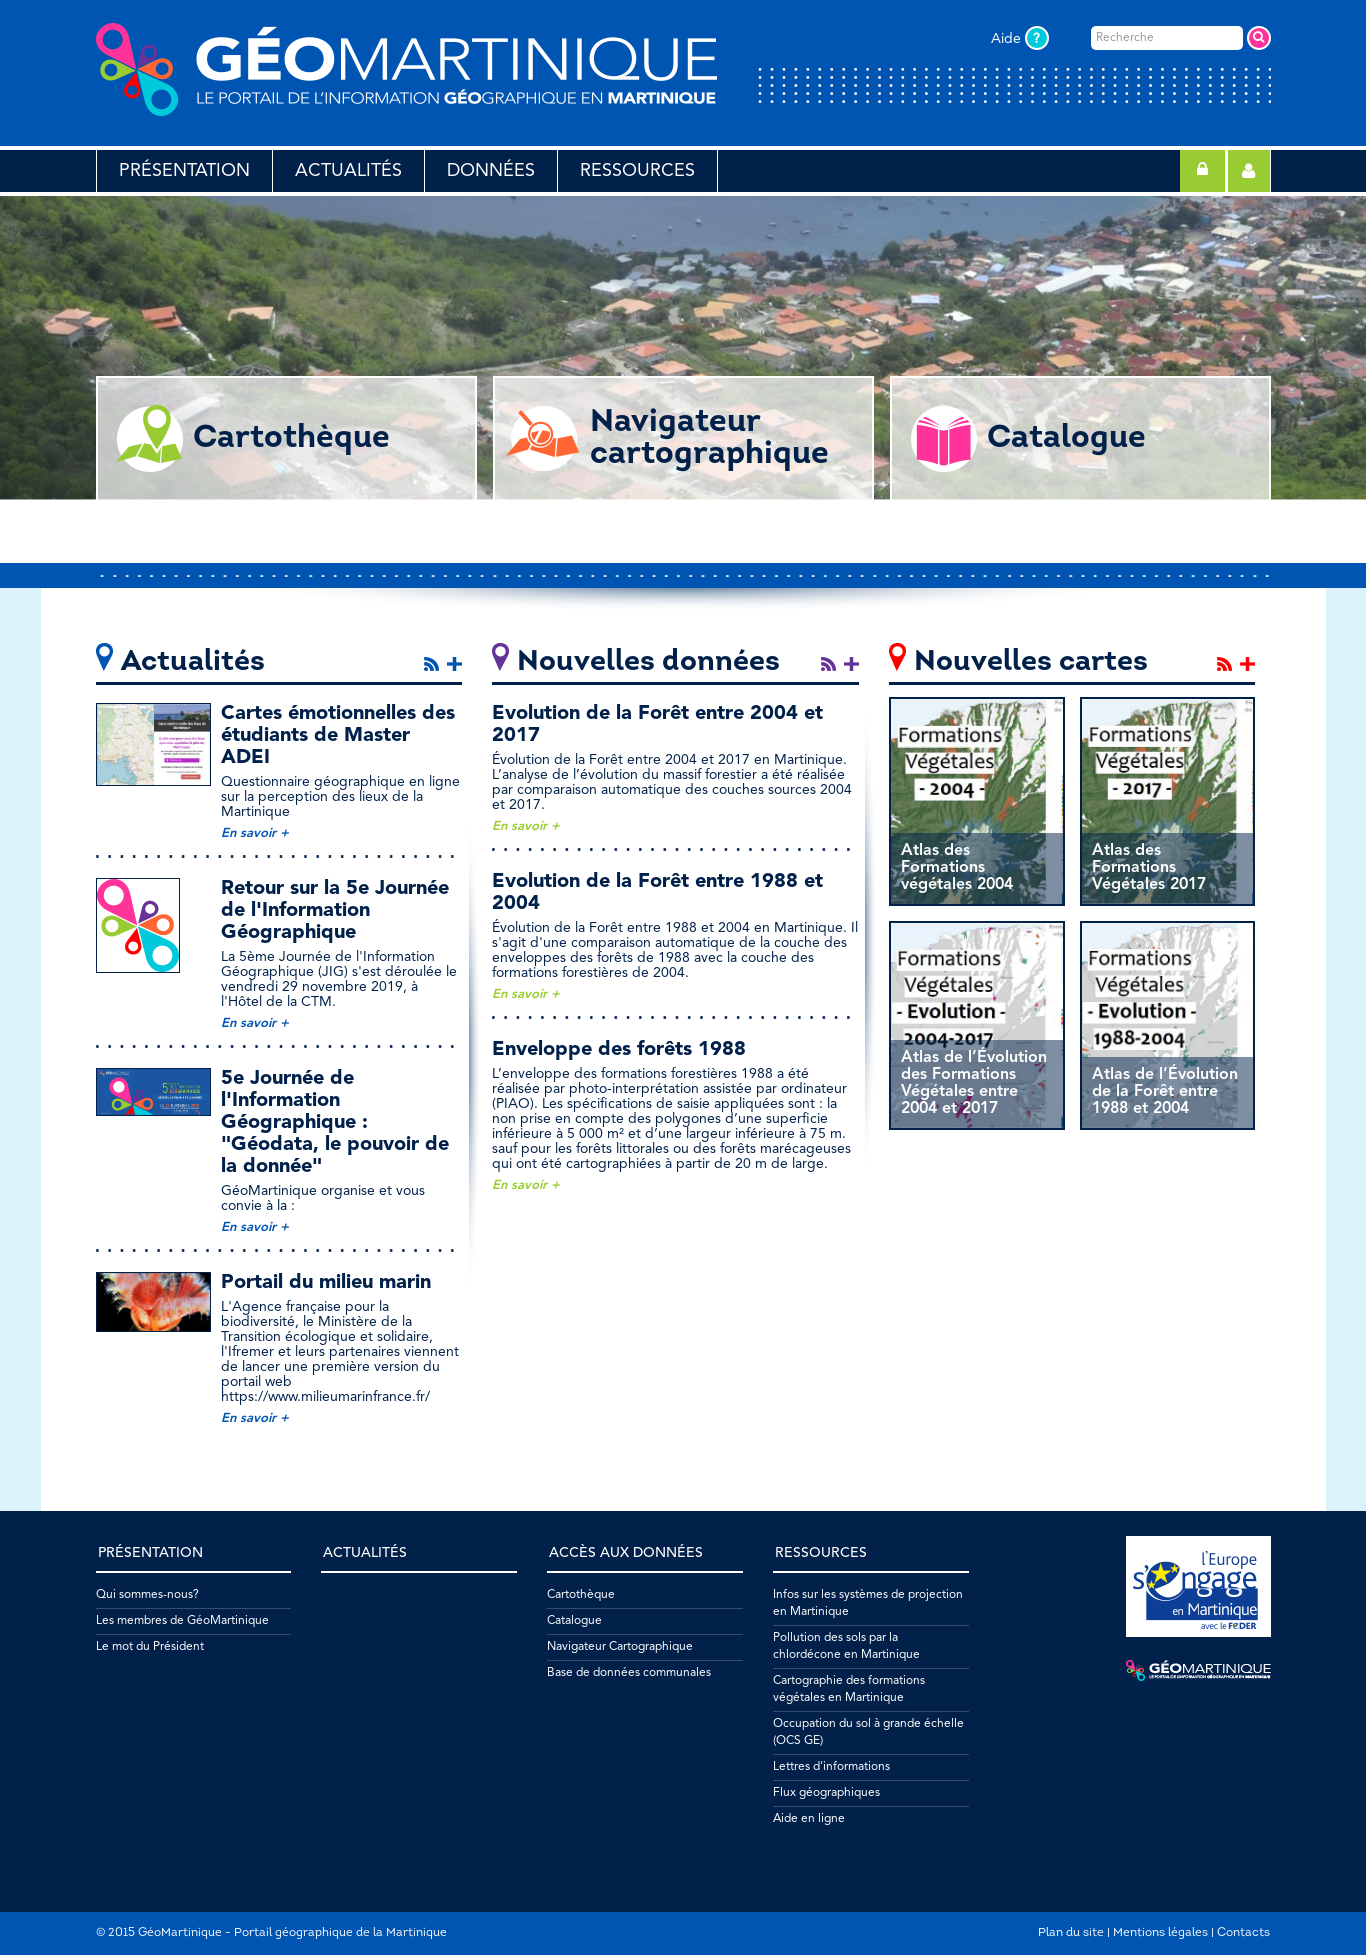 GÉOMARTINIQUE
LE PORTAIL DE L'INFORMATION GÉOGRAPHIQUE EN MARTINIQUE
Aide ?
Recherche
PRÉSENTATION
ACTUALITÉS
DONNÉES
RESSOURCES
Cartothèque
Navigateur
cartographique
Catalogue
Actualités
Cartes émotionnelles des
étudiants de Master
ADEI
Questionnaire géographique en ligne
sur la perception des lieux de la
Martinique
En savoir +
Retour sur la 5e Journée
de l'Information
Géographique
La 5ème Journée de l'Information
Géographique (JIG) s'est déroulée le
vendredi 29 novembre 2019, à
l'Hôtel de la CTM.
En savoir +
5e Journée de
l'Information
Géographique :
"Géodata, le pouvoir de
la donnée"
GéoMartinique organise et vous
convie à la :
En savoir +
Portail du milieu marin
L'Agence française pour la
biodiversité, le Ministère de la
Transition écologique et solidaire,
l'Ifremer et leurs partenaires viennent
de lancer une première version du
portail web
https://www.milieumarinfrance.fr/
En savoir +
Nouvelles données
Evolution de la Forêt entre 2004 et
2017
Évolution de la Forêt entre 2004 et 2017 en Martinique.
L’analyse de l’évolution du massif forestier a été réalisée
par comparaison automatique des couches sources 2004
et 2017.
En savoir +
Evolution de la Forêt entre 1988 et
2004
Évolution de la Forêt entre 1988 et 2004 en Martinique. Il
s'agit d'une comparaison automatique de la couche des
enveloppes des forêts de 1988 avec la couche des
formations forestières de 2004.
En savoir +
Enveloppe des forêts 1988
L’enveloppe des formations forestières 1988 a été
réalisée par photo-interprétation assistée par ordinateur
(PIAO). Les spécifications de saisie appliquées sont : la
non prise en compte des polygones d’une superficie
inférieure à 5 000 m² et d’une largeur inférieure à 75 m.
sauf pour les forêts littorales ou des forêts marécageuses
qui ont été cartographiées à partir de 20 m de large.
En savoir +
Nouvelles cartes
Formations
Végétales
- 2004 -
Atlas des
Formations
végétales 2004
Formations
Végétales
- 2017 -
Atlas des
Formations
Végétales 2017
Formations
Végétales
- Evolution -
2004-2017
Atlas de l’Évolution
des Formations
Végétales entre
2004 et 2017
Formations
Végétales
- Evolution -
1988-2004
Atlas de l’Évolution
de la Forêt entre
1988 et 2004
PRÉSENTATION
Qui sommes-nous?
Les membres de GéoMartinique
Le mot du Président
ACTUALITÉS
ACCÈS AUX DONNÉES
Cartothèque
Catalogue
Navigateur Cartographique
Base de données communales
RESSOURCES
Infos sur les systèmes de projection
en Martinique
Pollution des sols par la
chlordécone en Martinique
Cartographie des formations
végétales en Martinique
Occupation du sol à grande échelle
(OCS GE)
Lettres d'informations
Flux géographiques
Aide en ligne
l'Europe
s'engage
en Martinique
avec le FEDER
GÉOMARTINIQUE
LE PORTAIL DE L'INFORMATION GÉOGRAPHIQUE EN MARTINIQUE
© 2015 GéoMartinique - Portail géographique de la Martinique
Plan du site | Mentions légales | Contacts